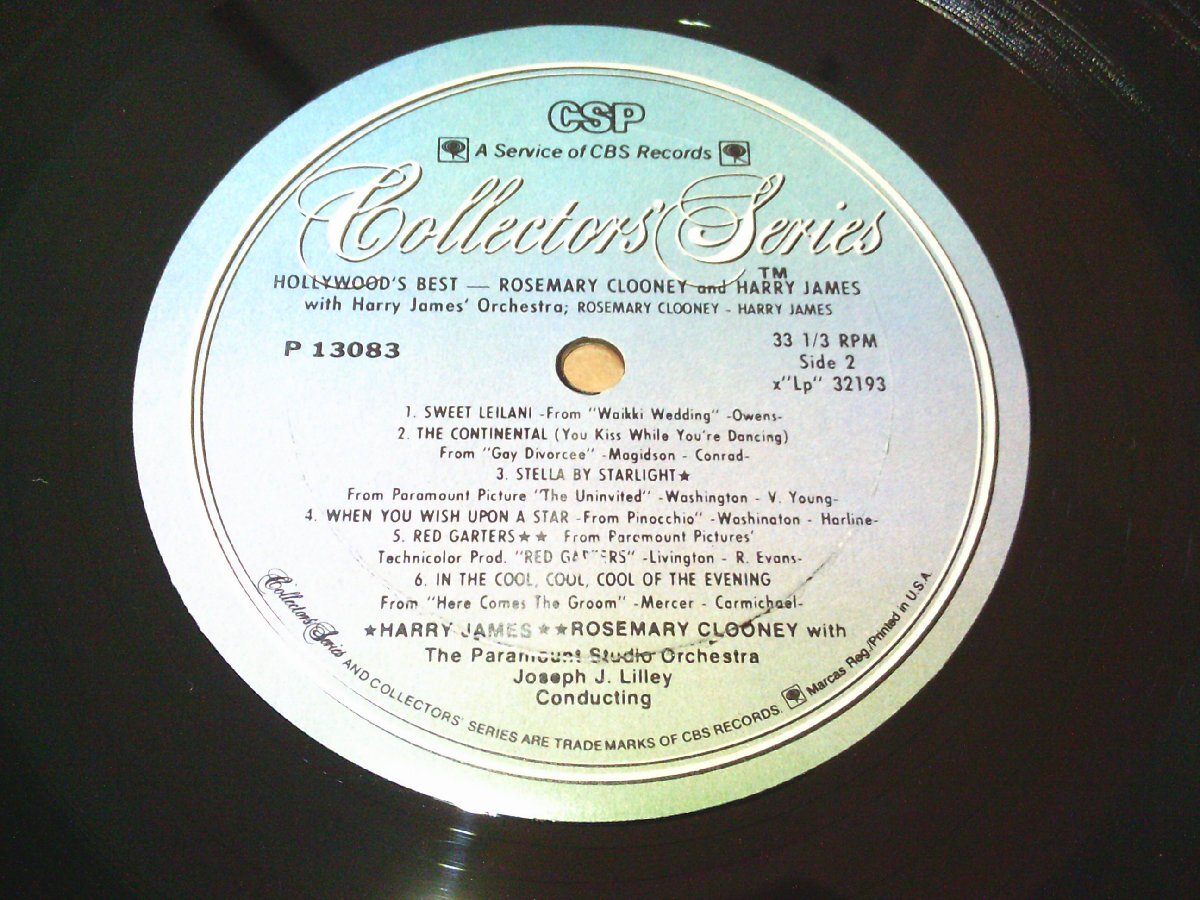 CSP
A Service of CBS Records
Collectors' Series
TM
HOLLYWOOD'S BEST — ROSEMARY CLOONEY and HARRY JAMES
with Harry James' Orchestra; ROSEMARY CLOONEY - HARRY JAMES
P 13083
33 1/3 RPM
Side 2
x"Lp" 32193
1. SWEET LEILANI -From "Waikki Wedding" -Owens-
2. THE CONTINENTAL (You Kiss While You're Dancing)
From "Gay Divorcee" -Magidson - Conrad-
3. STELLA BY STARLIGHT★
From Paramount Picture "The Uninvited" -Washington - V. Young-
4. WHEN YOU WISH UPON A STAR -From Pinocchio" -Washinaton - Harline-
5. RED GARTERS★★ From Paramount Pictures'
Technicolor Prod. "RED GARTERS" -Livington - R. Evans-
6. IN THE COOL, COOL, COOL OF THE EVENING
From "Here Comes The Groom" -Mercer - Carmichael-
★HARRY JAMES ★★ROSEMARY CLOONEY with
The Paramount Studio Orchestra
Joseph J. Lilley
Conducting
Collectors' Series AND COLLECTORS' SERIES ARE TRADEMARKS OF CBS RECORDS. Marcas Reg./Printed in U.S.A.